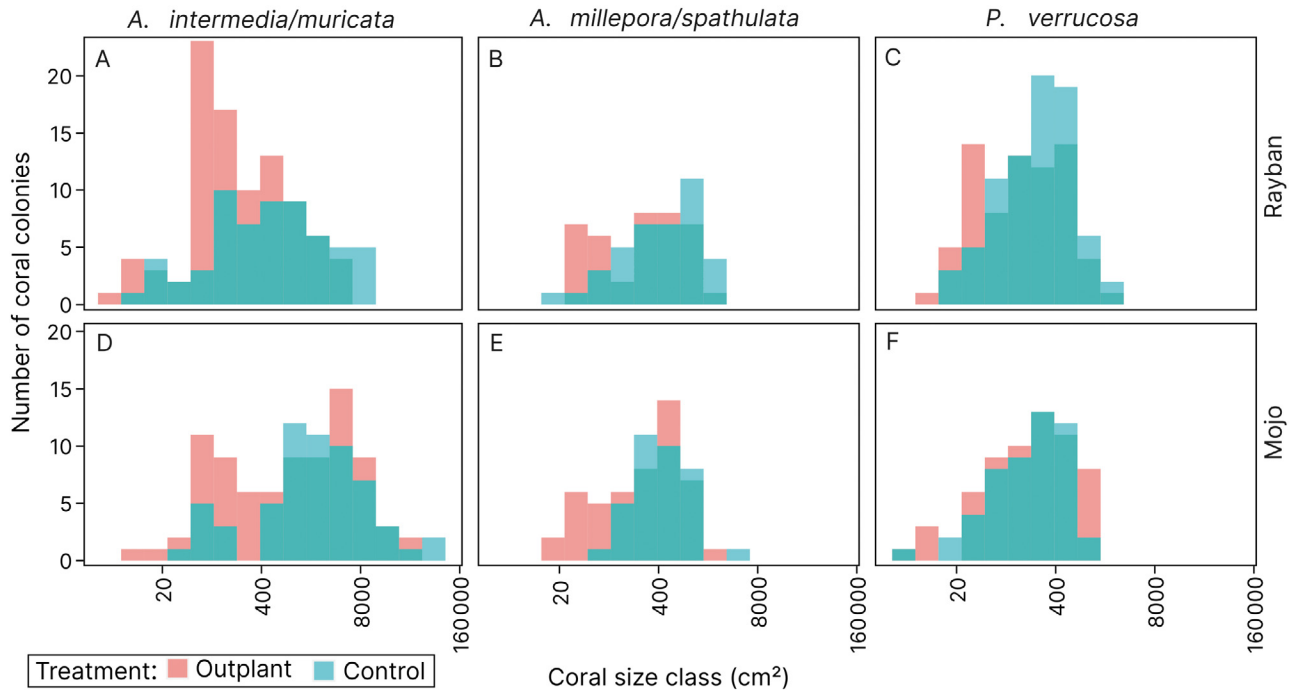 A. intermedia/muricata
A. millepora/spathulata
P. verrucosa
A
B
C
20
15
10
5
0
Rayban
Number of coral colonies
D
E
F
20
15
10
5
0
Mojo
20
400
8000
160000
20
400
8000
160000
20
400
8000
160000
Treatment: Outplant Control
Coral size class (cm²)